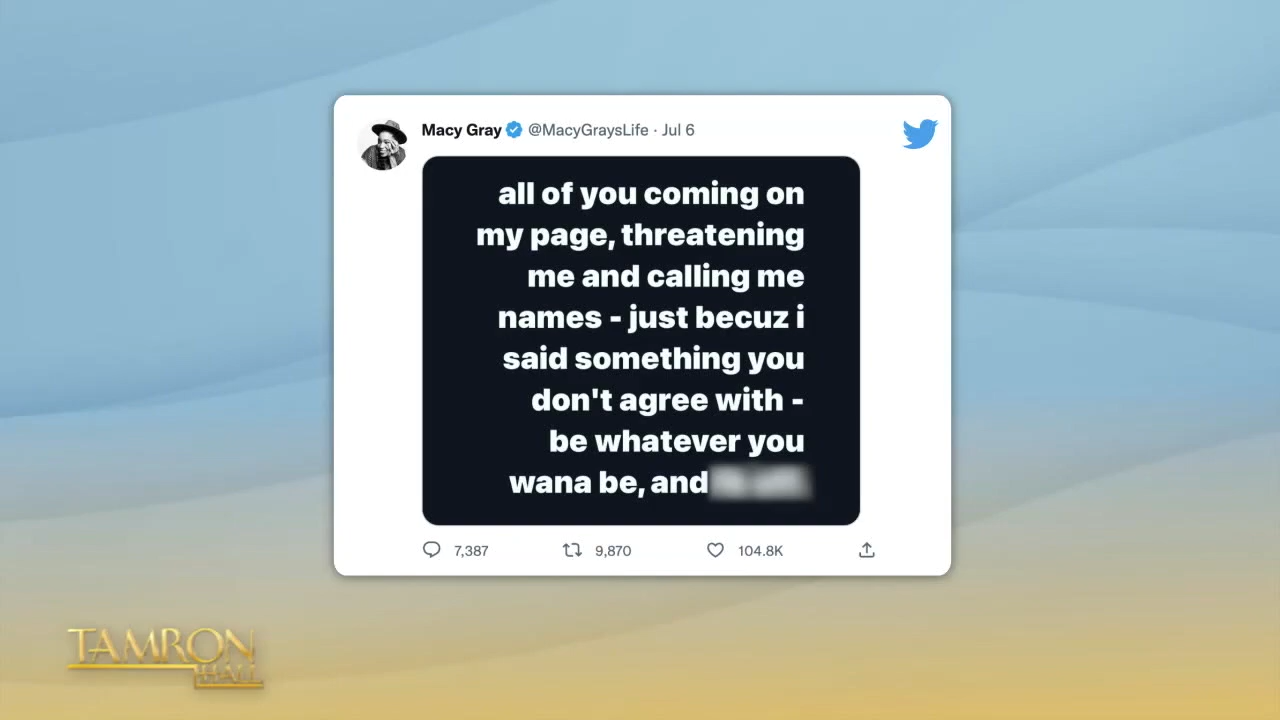 Macy Gray @MacyGraysLife · Jul 6
all of you coming on
my page, threatening
me and calling me
names - just becuz i
said something you
don't agree with -
be whatever you
wana be, and
7,387 9,870 104.8K
TAMRON
HALL